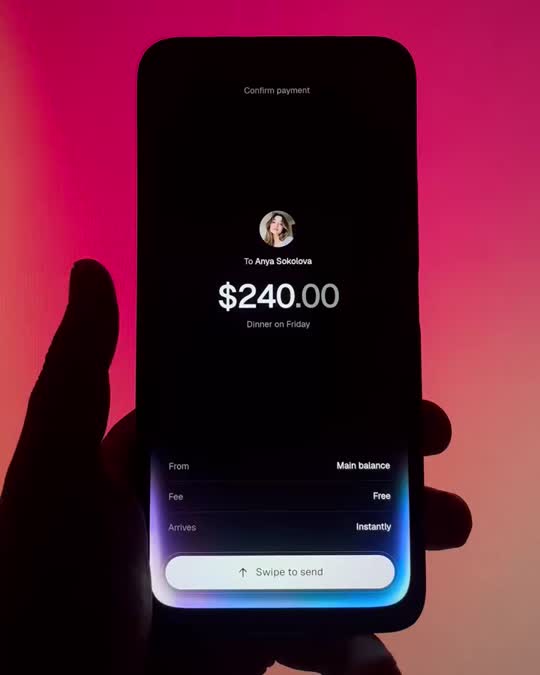 Confirm payment
To Anya Sokolova
$240.00
Dinner on Friday
From Main balance
Fee Free
Arrives Instantly
↑ Swipe to send